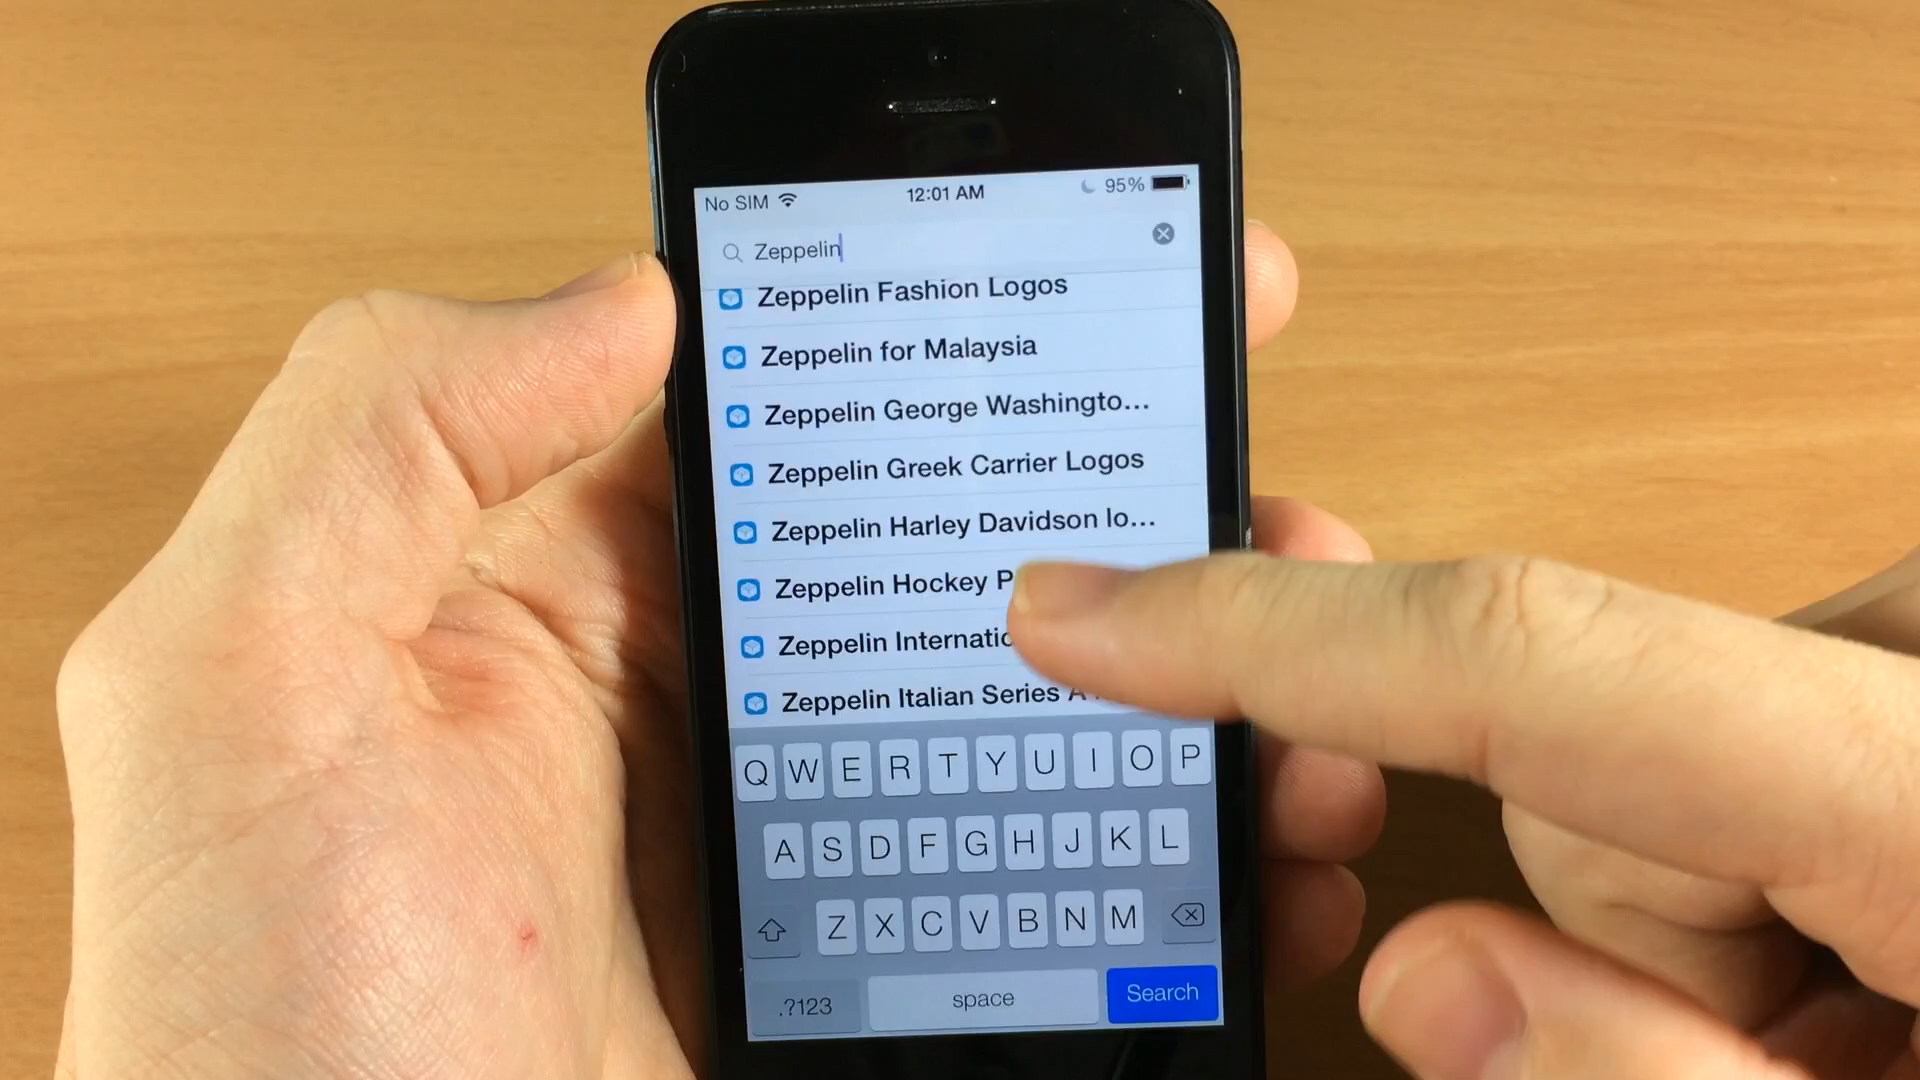 No SIM 12:01 AM 95%
Zeppelin
Zeppelin Fashion Logos
Zeppelin for Malaysia
Zeppelin George Washingto...
Zeppelin Greek Carrier Logos
Zeppelin Harley Davidson lo...
Zeppelin Hockey
Zeppelin
Zeppelin Italian Series A
Q W E R T Y U I O P
A S D F G H J K L
Z X C V B N M
.?123 space Search